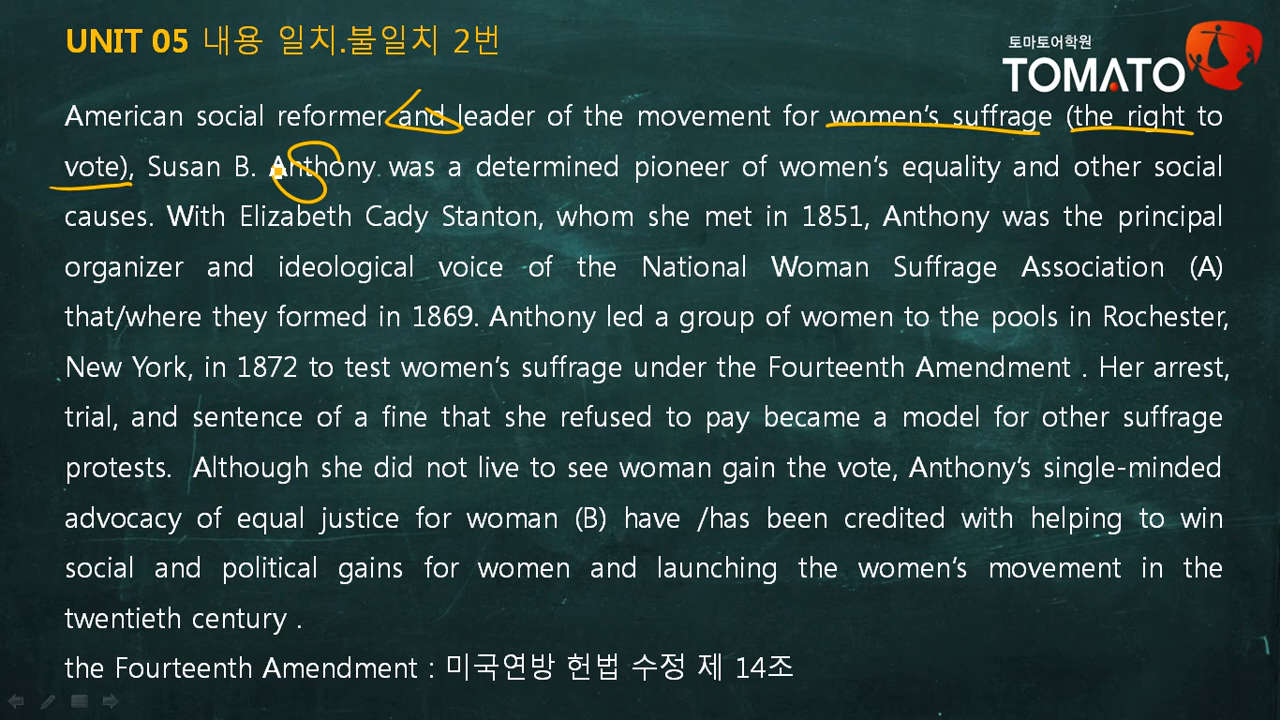 UNIT 05 내용 일치.불일치 2번
토마토어학원
TOMATO
American social reformer and leader of the movement for women's suffrage (the right to
vote), Susan B. Anthony was a determined pioneer of women's equality and other social
causes. With Elizabeth Cady Stanton, whom she met in 1851, Anthony was the principal
organizer and ideological voice of the National Woman Suffrage Association (A)
that/where they formed in 1869. Anthony led a group of women to the pools in Rochester,
New York, in 1872 to test women's suffrage under the Fourteenth Amendment . Her arrest,
trial, and sentence of a fine that she refused to pay became a model for other suffrage
protests.  Although she did not live to see woman gain the vote, Anthony's single-minded
advocacy of equal justice for woman (B) have /has been credited with helping to win
social and political gains for women and launching the women's movement in the
twentieth century .
the Fourteenth Amendment : 미국연방 헌법 수정 제 14조